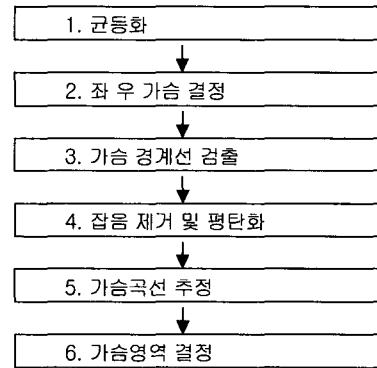 1. 균등화
2. 좌 우 가슴 결정
3. 가슴 경계선 검출
4. 잡음 제거 및 평탄화
5. 가슴곡선 추정
6. 가슴영역 결정